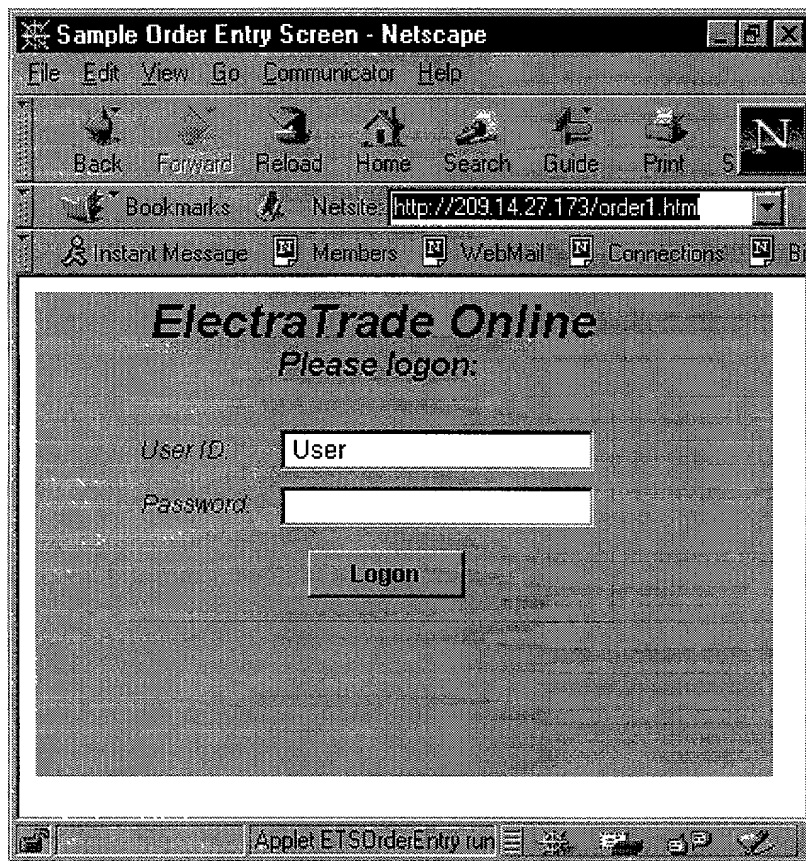 Sample Order Entry Screen - Netscape
File Edit View Go Communicator Help
Back Forward Reload Home Search Guide Print S
N
Bookmarks Netsite: http://209.14.27.173/order1.html
Instant Message Members WebMail Connections Bi
ElectraTrade Online
Please logon:
User ID: User
Password:
Logon
Applet ETSOrderEntry run